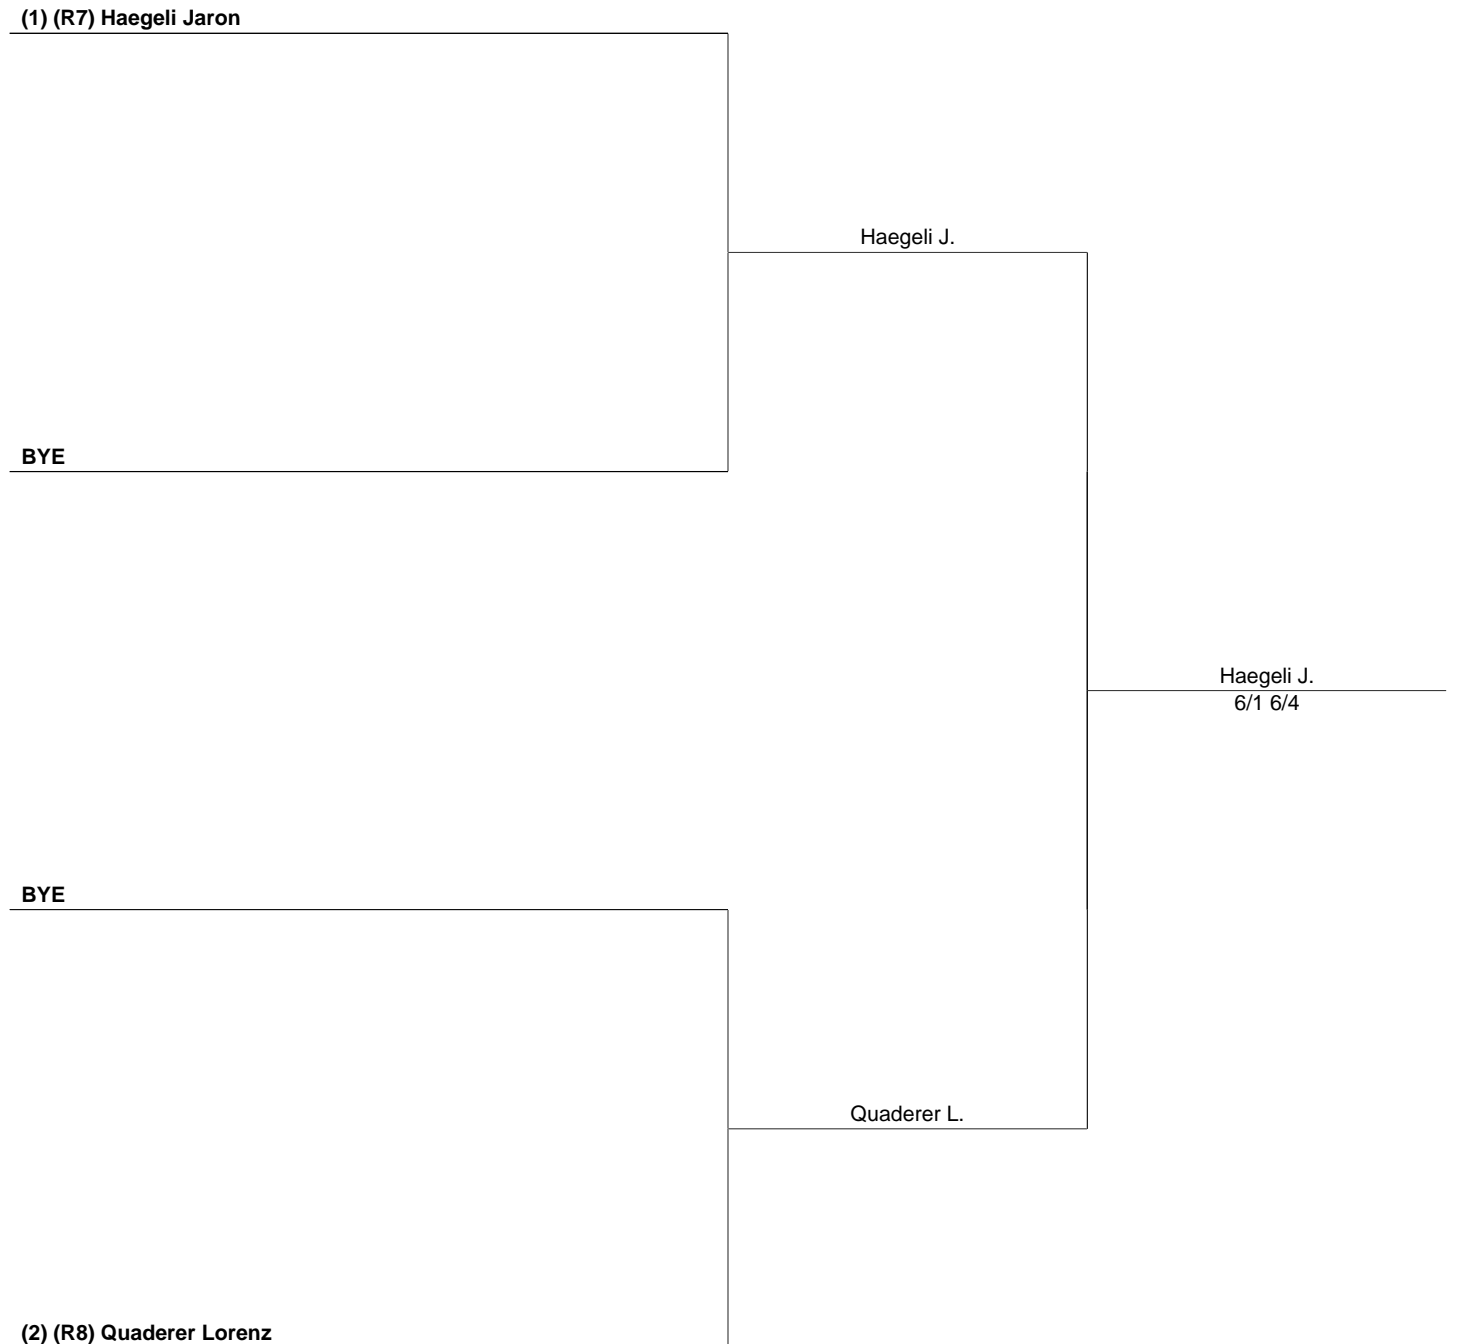 (1) (R7) Haegeli Jaron
Haegeli J.
BYE
Haegeli J.
6/1 6/4
BYE
Quaderer L.
(2) (R8) Quaderer Lorenz